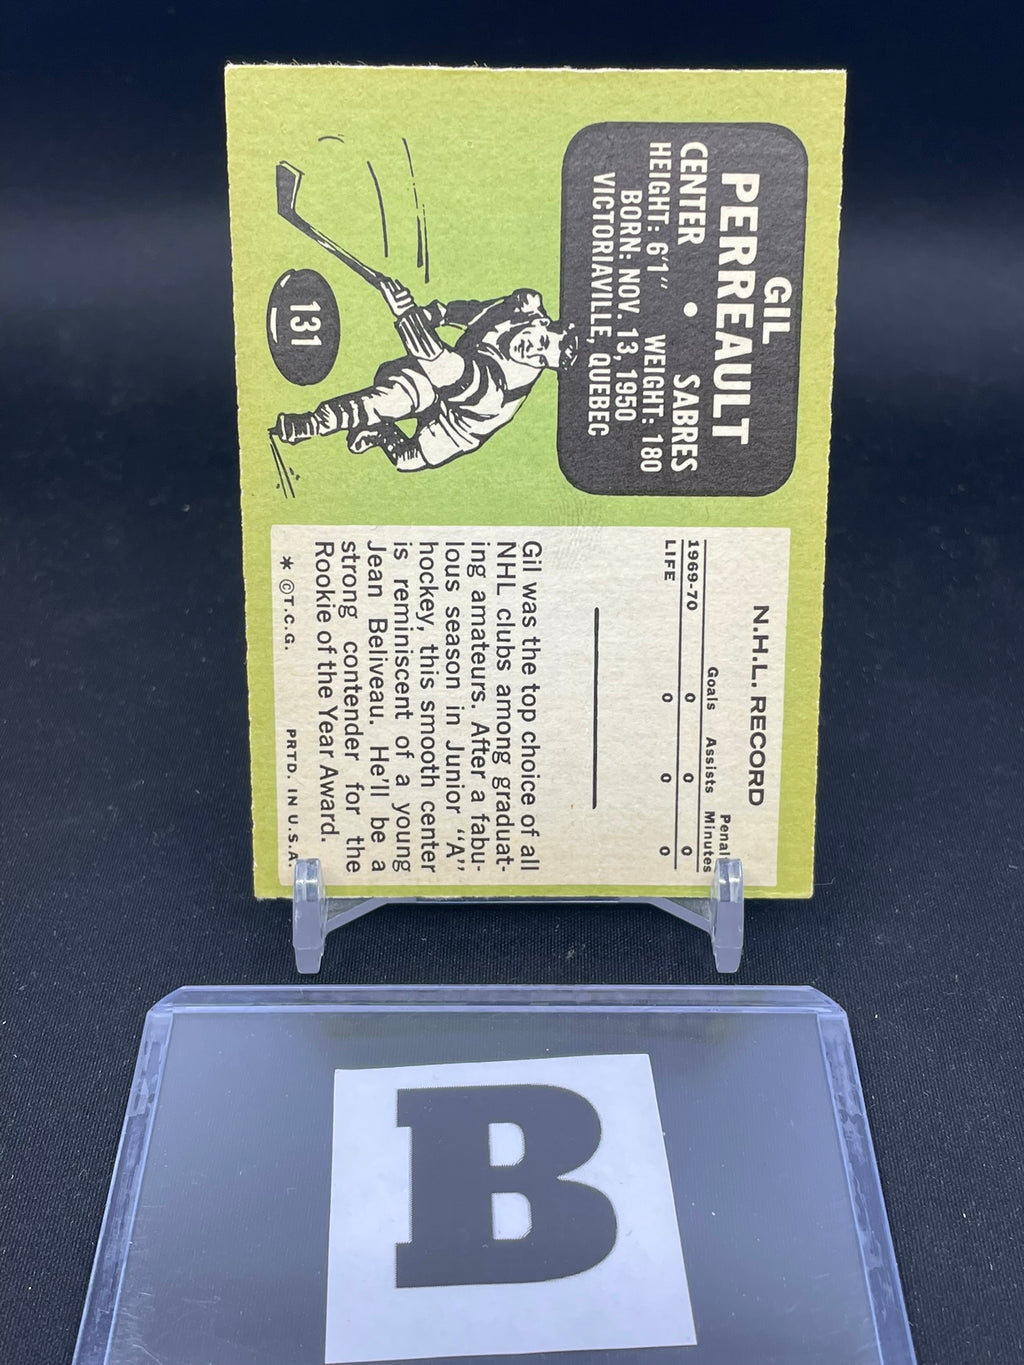 GIL
PERREAULT
CENTER • SABRES
HEIGHT: 6'1" WEIGHT: 180
BORN: NOV. 13, 1950
VICTORIAVILLE, QUEBEC
131
N.H.L. RECORD
Goals Assists Penal Minutes
1969-70 0 0 0
LIFE 0 0 0
Gil was the top choice of all
NHL clubs among graduat-
ing amateurs. After a fabu-
lous season in Junior "A"
hockey, this smooth center
is reminiscent of a young
Jean Beliveau. He'll be a
strong contender for the
Rookie of the Year Award.
* ©T.C.G. PRTD. IN U.S.A.
B